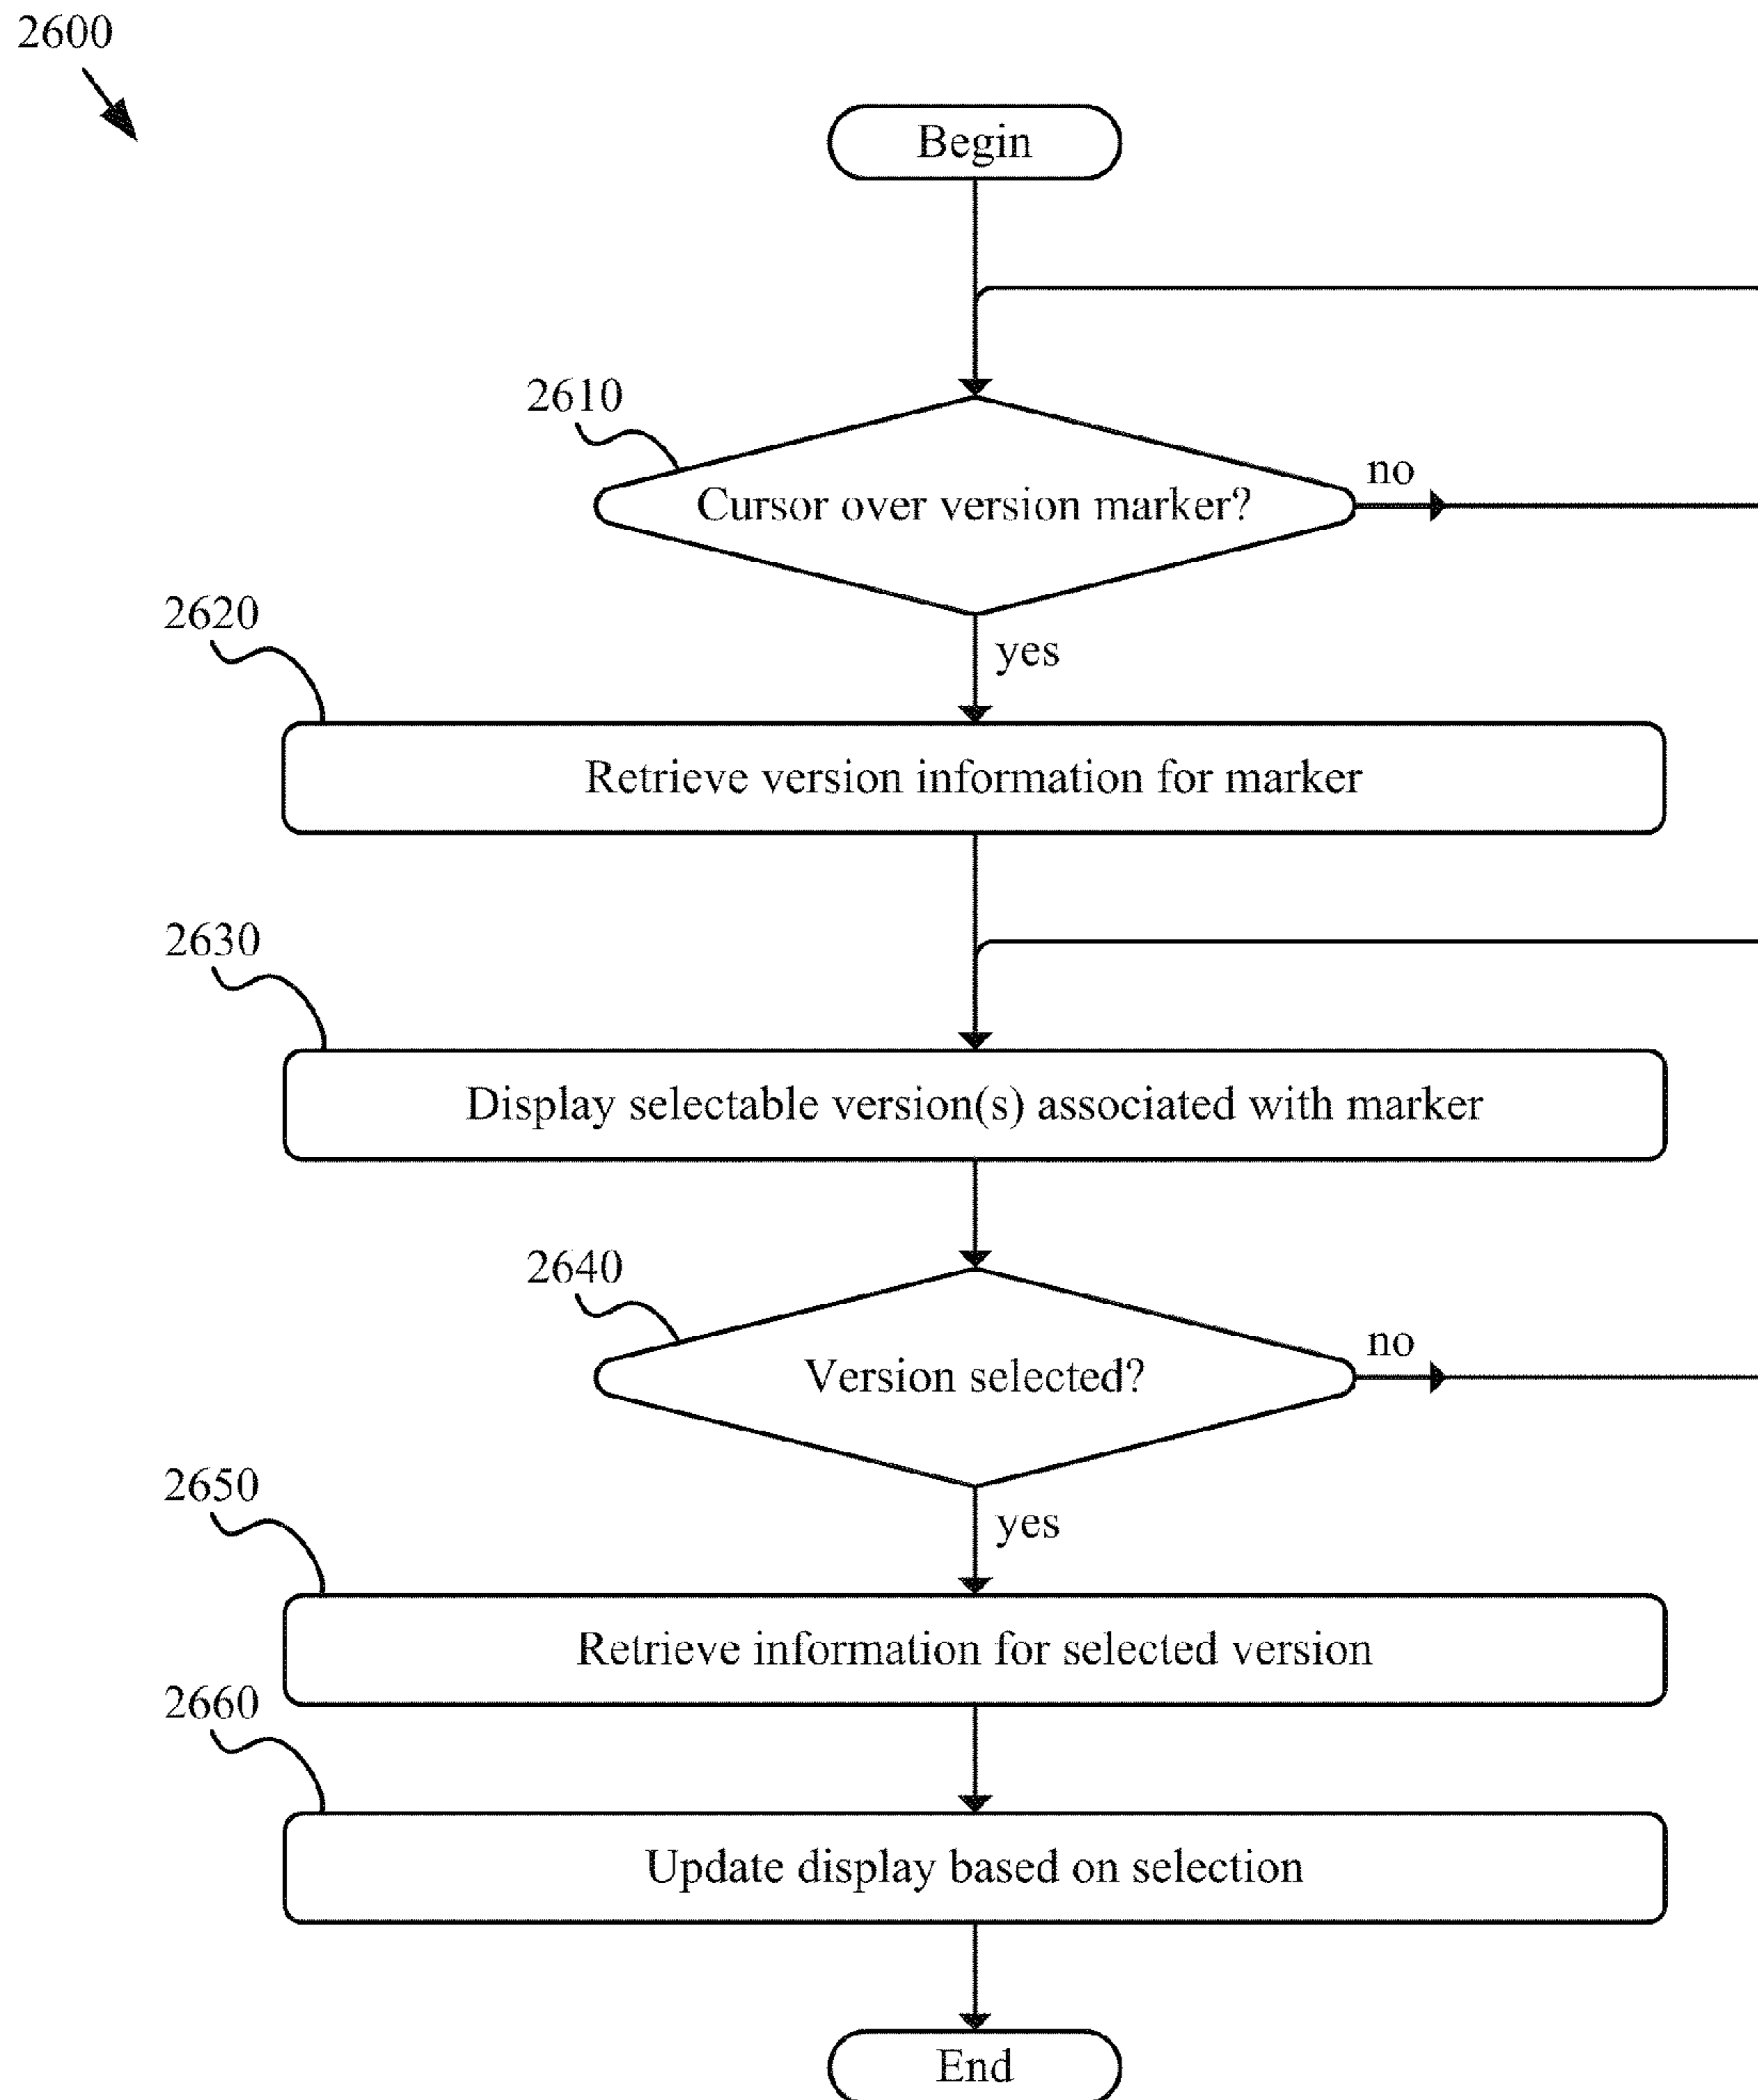 2600
Begin
2610
Cursor over version marker?
no
yes
2620
Retrieve version information for marker
2630
Display selectable version(s) associated with marker
2640
Version selected?
no
yes
2650
Retrieve information for selected version
2660
Update display based on selection
End